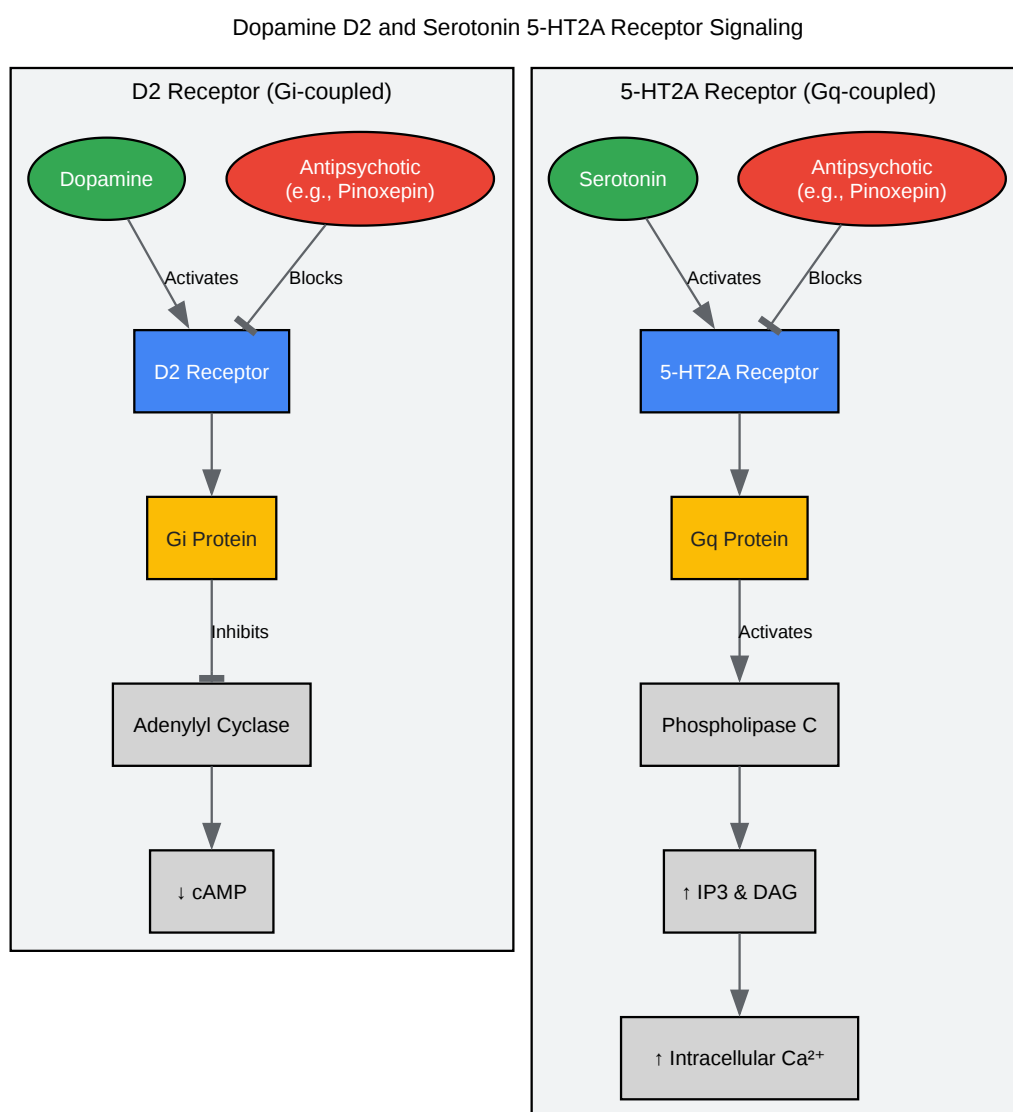 Dopamine D2 and Serotonin 5-HT2A Receptor Signaling
D2 Receptor (Gi-coupled)
Dopamine
Antipsychotic
(e.g., Pinoxepin)
Activates
Blocks
D2 Receptor
Gi Protein
Inhibits
Adenylyl Cyclase
↓ cAMP
5-HT2A Receptor (Gq-coupled)
Serotonin
Antipsychotic
(e.g., Pinoxepin)
Activates
Blocks
5-HT2A Receptor
Gq Protein
Activates
Phospholipase C
↑ IP3 & DAG
↑ Intracellular Ca²⁺